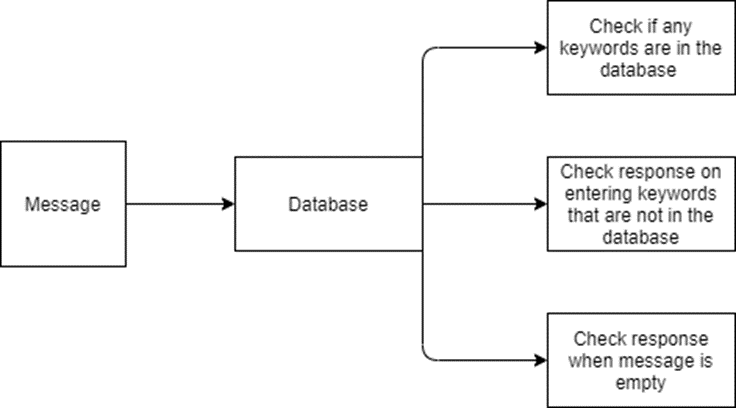 Message
Database
Check if any
keywords are in the
database
Check response on
entering keywords
that are not in the
database
Check response
when message is
empty